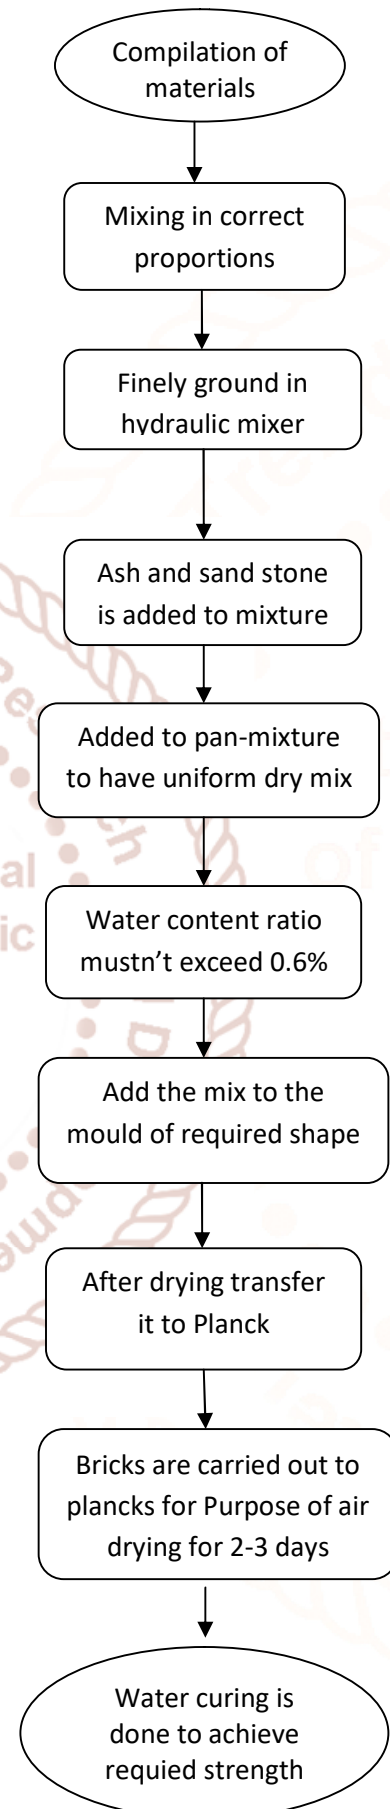 Compilation of
materials
Mixing in correct
proportions
Finely ground in
hydraulic mixer
Ash and sand stone
is added to mixture
Added to pan-mixture
to have uniform dry mix
Water content ratio
mustn’t exceed 0.6%
Add the mix to the
mould of required shape
After drying transfer
it to Planck
Bricks are carried out to
plancks for Purpose of air
drying for 2-3 days
Water curing is
done to achieve
requied strength